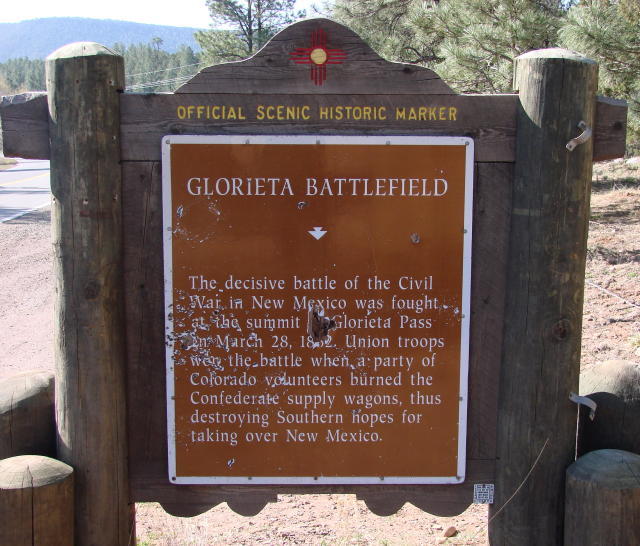 OFFICIAL SCENIC HISTORIC MARKER
GLORIETA BATTLEFIELD
The decisive battle of the Civil
War in New Mexico was fought
at the summit Glorieta Pass
on March 28, 1862. Union troops
won the battle when a party of
Colorado volunteers burned the
Confederate supply wagons, thus
destroying Southern hopes for
taking over New Mexico.